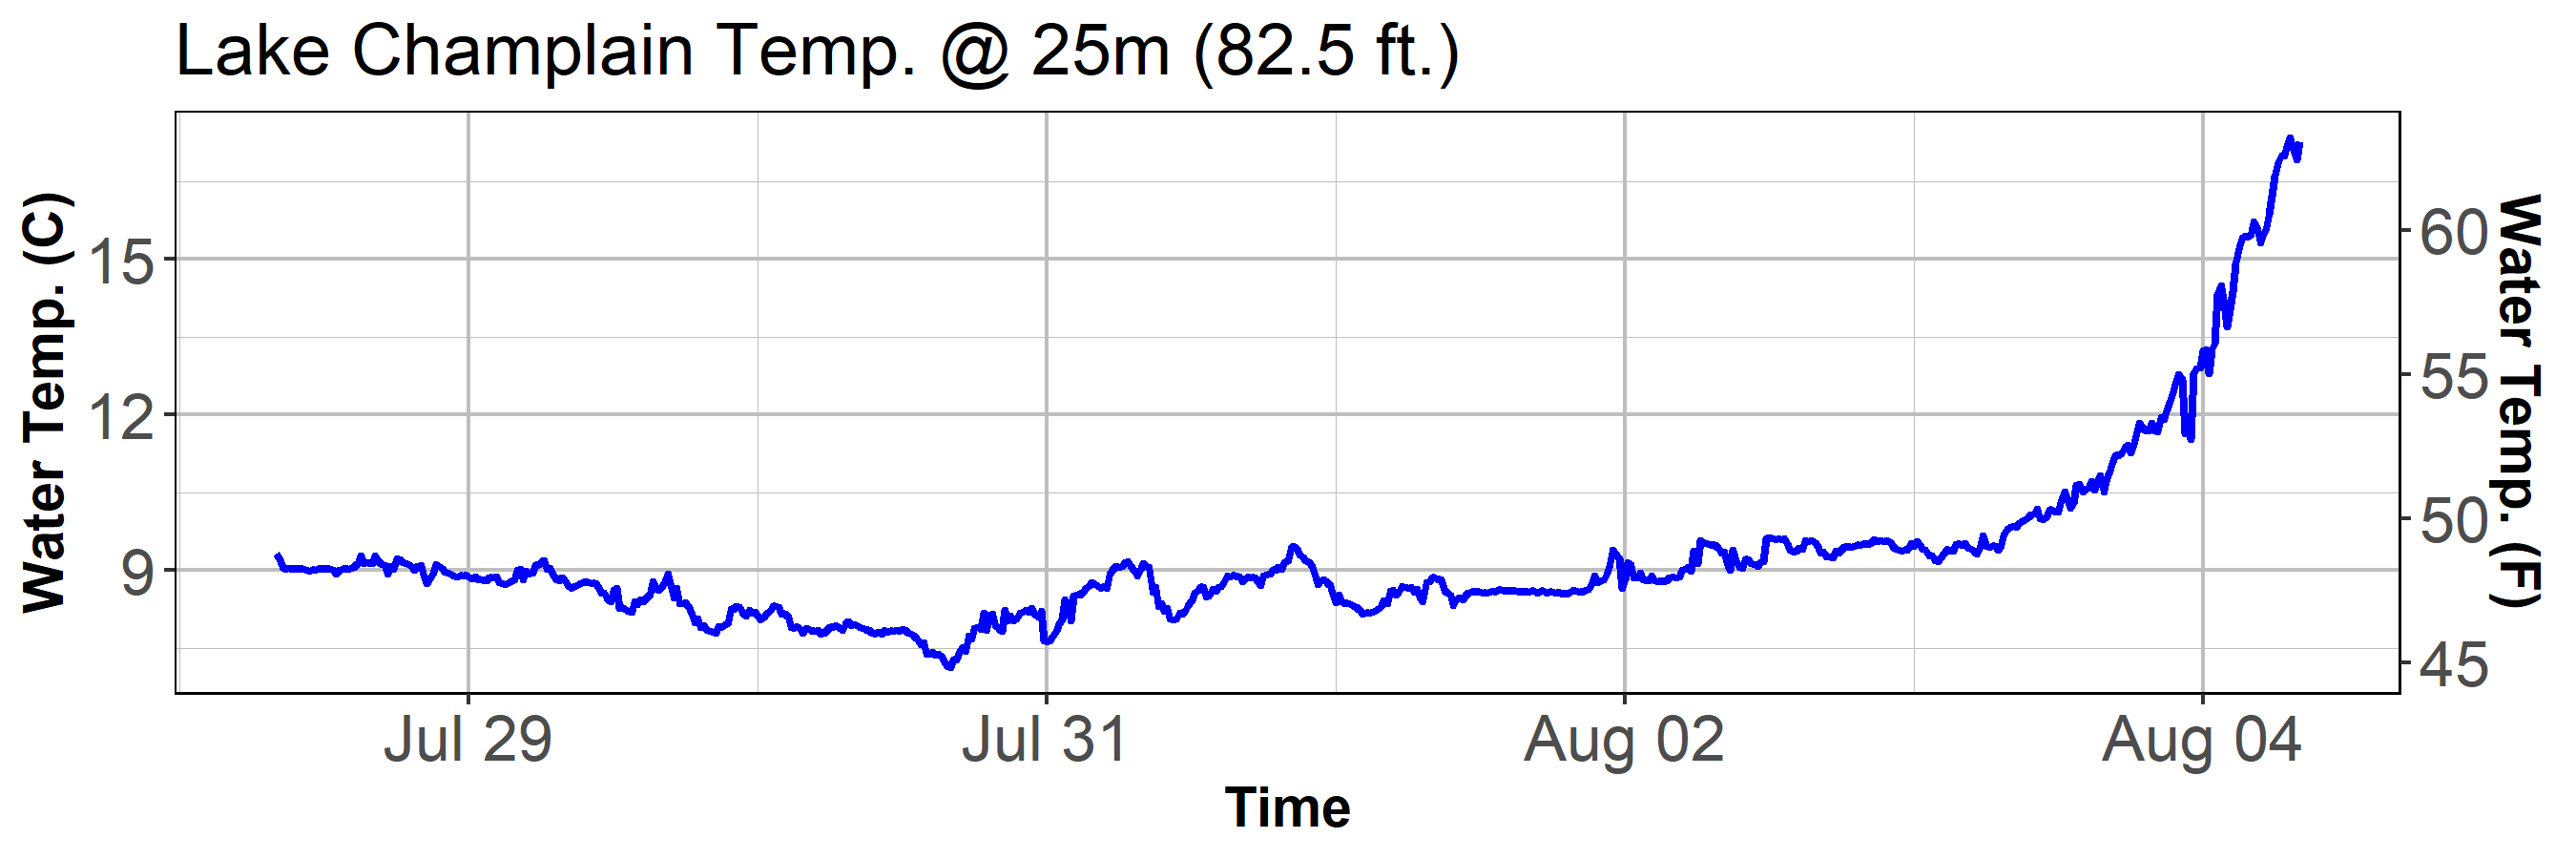 Lake Champlain Temp. @ 25m (82.5 ft.)
Water Temp. (C)
15
12
9
60
55
50
45
Water Temp. (F)
Jul 29
Jul 31
Aug 02
Aug 04
Time